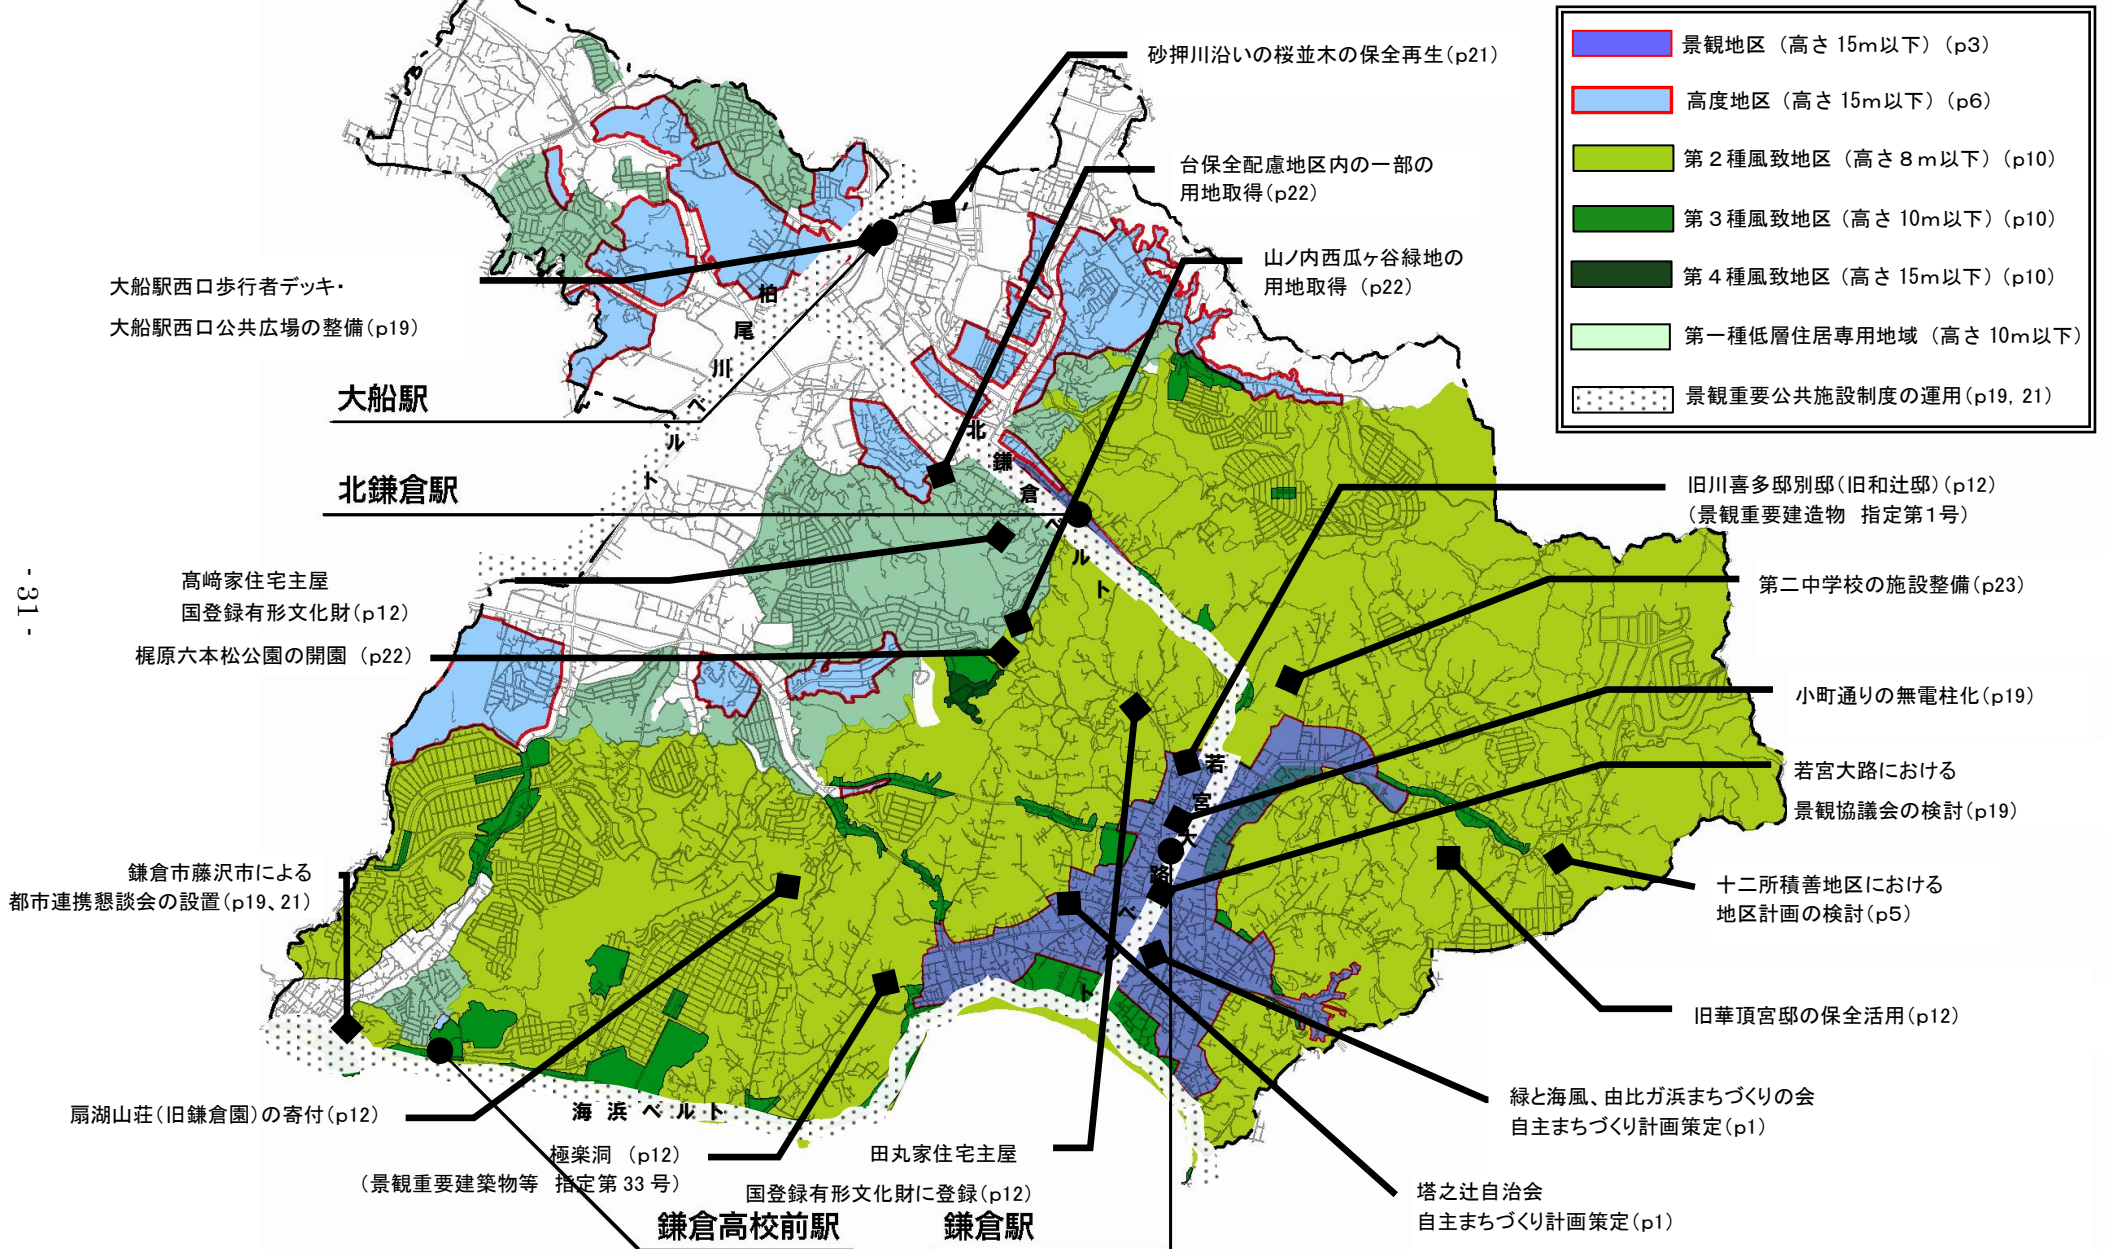 景観地区（高さ 15m以下）（p3）
高度地区（高さ 15m以下）（p6）
第２種風致地区（高さ８m以下）（p10）
第３種風致地区（高さ 10m以下）（p10）
第４種風致地区（高さ 15m以下）（p10）
第一種低層住居専用地域（高さ 10m以下）
景観重要公共施設制度の運用（p19，21）
砂押川沿いの桜並木の保全再生（p21）
台保全配慮地区内の一部の
用地取得（p22）
山ノ内西瓜ヶ谷緑地の
用地取得（p22）
大船駅西口歩行者デッキ・
大船駅西口公共広場の整備（p19）
大船駅
北鎌倉駅
柏尾川ベルト
北鎌倉ベルト
旧川喜多邸別邸（旧和辻邸）（p12）
（景観重要建造物　指定第１号）
髙﨑家住宅主屋
国登録有形文化財（p12）
第二中学校の施設整備（p23）
梶原六本松公園の開園（p22）
小町通りの無電柱化（p19）
若宮大路における
景観協議会の検討（p19）
若宮大路ベルト
鎌倉市藤沢市による
都市連携懇談会の設置（p19、21）
十二所積善地区における
地区計画の検討（p5）
旧華頂宮邸の保全活用（p12）
扇湖山荘（旧鎌倉園）の寄付（p12）
海浜ベルト
極楽洞（p12）
（景観重要建築物等　指定第 33 号）
田丸家住宅主屋
国登録有形文化財に登録（p12）
緑と海風、由比ガ浜まちづくりの会
自主まちづくり計画策定（p1）
塔之辻自治会
自主まちづくり計画策定（p1）
鎌倉高校前駅
鎌倉駅
- 31 -